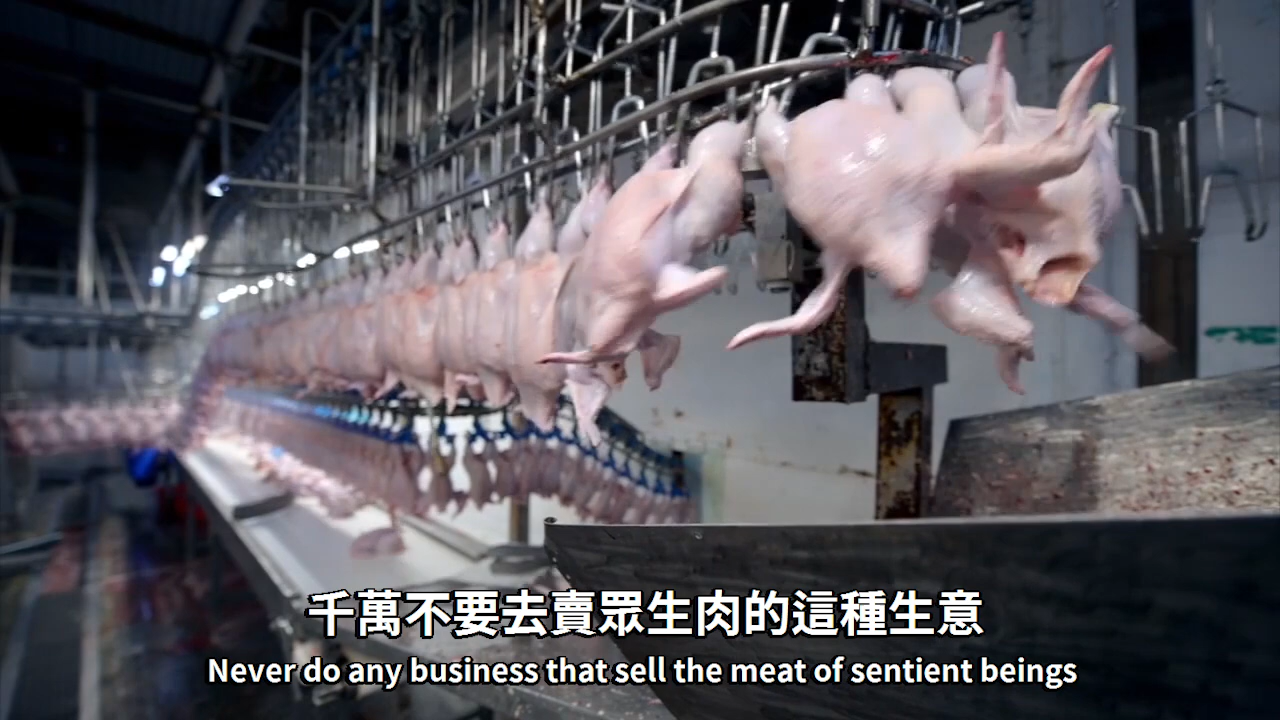 千萬不要去賣眾生肉的這種生意
Never do any business that sell the meat of sentient beings